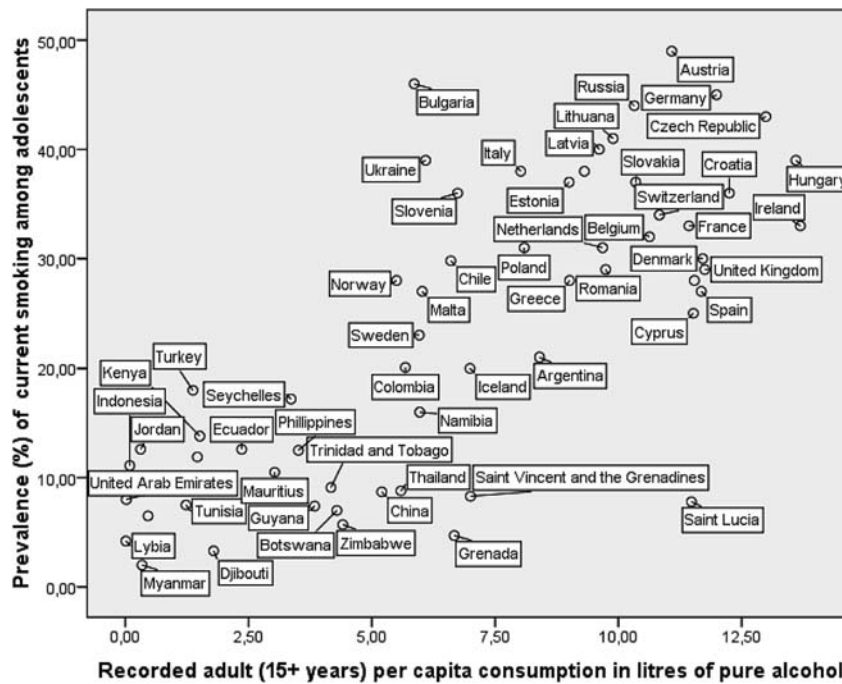 Prevalence (%) of current smoking among adolescents
50,00
40,00
30,00
20,00
10,00
0,00
Austria
Russia
Germany
Bulgaria
Lithuana
Czech Republic
Latvia
Italy
Slovakia
Croatia
Ukraine
Hungary
Estonia
Switzerland
Slovenia
Ireland
Netherlands
Belgium
France
Denmark
Poland
United Kingdom
Chile
Norway
Romania
Greece
Malta
Spain
Sweden
Cyprus
Turkey
Kenya
Argentina
Colombia
Iceland
Seychelles
Indonesia
Phillippines
Namibia
Jordan
Ecuador
Trinidad and Tobago
United Arab Emirates
Thailand
Saint Vincent and the Grenadines
Mauritius
Tunisia
Guyana
China
Saint Lucia
Botswana
Zimbabwe
Lybia
Grenada
Djibouti
Myanmar
0,00 2,50 5,00 7,50 10,00 12,50
Recorded adult (15+ years) per capita consumption in litres of pure alcohol